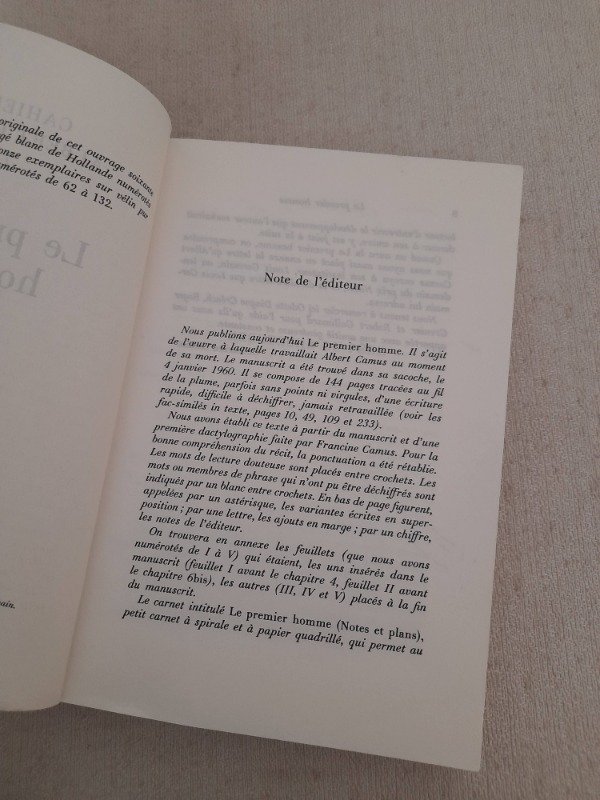 originale de cet ouvrage soixante
gé blanc de Hollande numérotés
onze exemplaires sur vélin pur
mérotés de 62 à 132.
Note de l'éditeur
Nous publions aujourd'hui Le premier homme. Il s'agit
de l'œuvre à laquelle travaillait Albert Camus au moment
de sa mort. Le manuscrit a été trouvé dans sa sacoche, le
4 janvier 1960. Il se compose de 144 pages tracées au fil
de la plume, parfois sans points ni virgules, d'une écriture
rapide, difficile à déchiffrer, jamais retravaillée (voir les
fac-similés in texte, pages 10, 49, 109 et 233).
Nous avons établi ce texte à partir du manuscrit et d'une
première dactylographie faite par Francine Camus. Pour la
bonne compréhension du récit, la ponctuation a été rétablie.
Les mots de lecture douteuse sont placés entre crochets. Les
mots ou membres de phrase qui n'ont pu être déchiffrés sont
indiqués par un blanc entre crochets. En bas de page figurent,
appelées par un astérisque, les variantes écrites en super-
position ; par une lettre, les ajouts en marge ; par un chiffre,
les notes de l'éditeur.
On trouvera en annexe les feuillets (que nous avons
numérotés de I à V) qui étaient, les uns insérés dans le
manuscrit (feuillet I avant le chapitre 4, feuillet II avant
le chapitre 6bis), les autres (III, IV et V) placés à la fin
du manuscrit.
Le carnet intitulé Le premier homme (Notes et plans),
petit carnet à spirale et à papier quadrillé, qui permet au